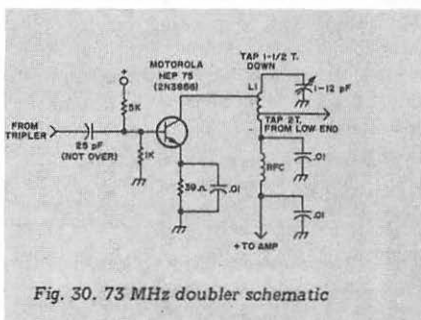 MOTOROLA
HEP 75
(2N3866)
TAP 1-1/2 T.
DOWN
L1
1-12 pF
+
5K
FROM
TRIPLER
25 pF
(NOT OVER)
1K
TAP 2T.
FROM LOW END
.01
39Ω
.01
RFC
.01
+ TO AMP
Fig. 30. 73 MHz doubler schematic